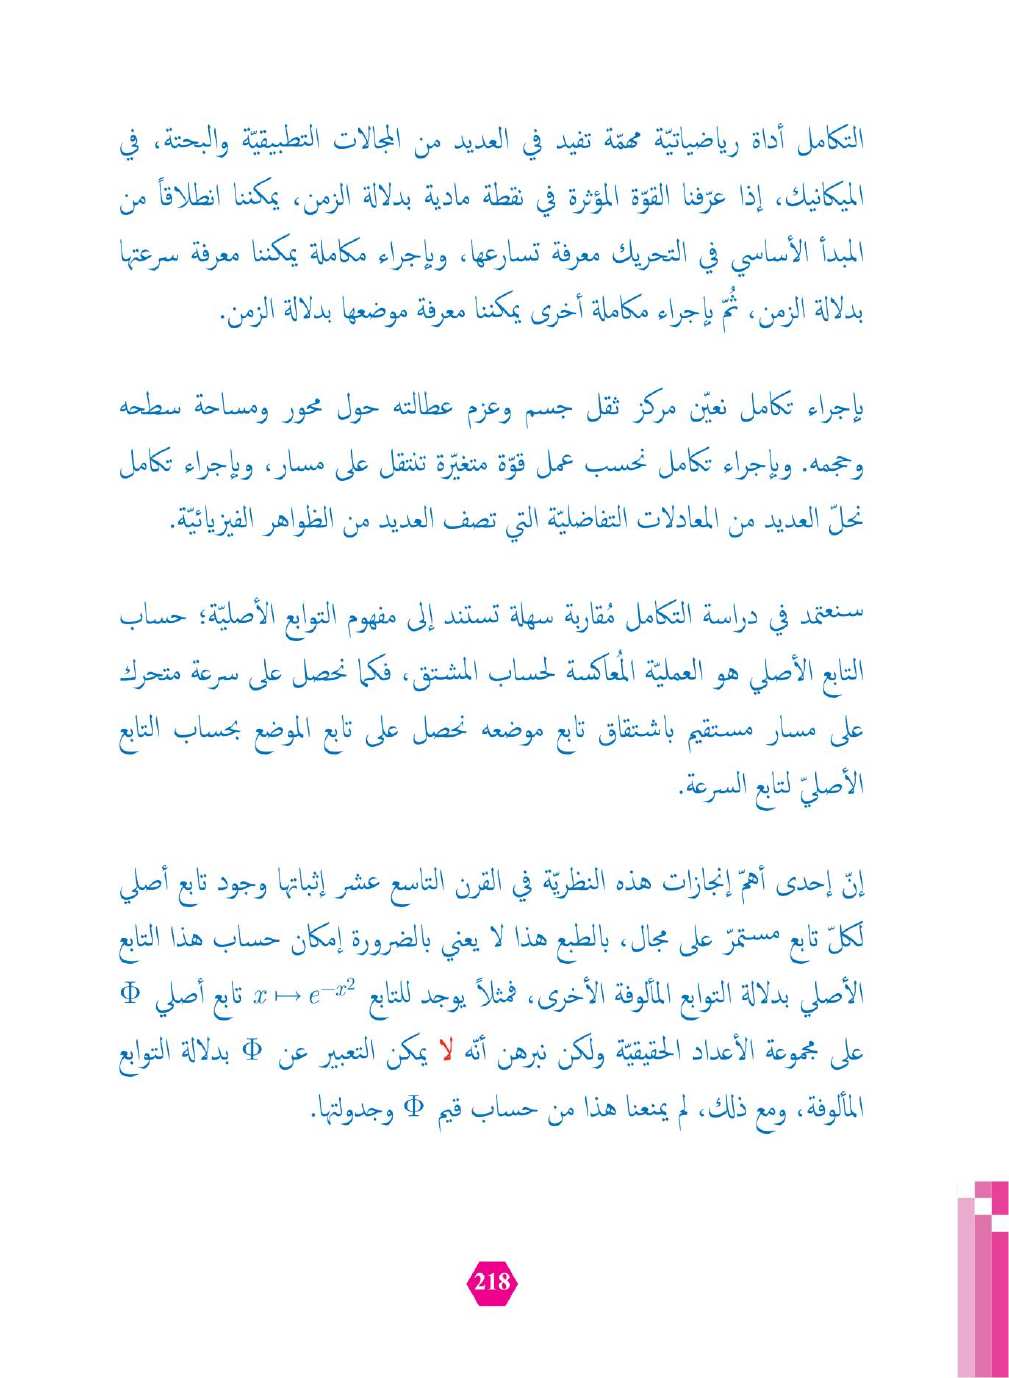 التكامل أداة رياضياتيّة مهمّة تفيد في العديد من المجالات التطبيقيّة والبحتة، في
الميكانيك، إذا عرّفنا القوّة المؤثرة في نقطة مادية بدلالة الزمن، يمكننا انطلاقاً من
المبدأ الأساسي في التحريك معرفة تسارعها، وبإجراء مكاملة يمكننا معرفة سرعتها
بدلالة الزمن، ثُمّ بإجراء مكاملة أخرى يمكننا معرفة موضعها بدلالة الزمن.
بإجراء تكامل نعيّن مركز ثقل جسم وعزم عطالته حول محور ومساحة سطحه
وحجمه. وبإجراء تكامل نحسب عمل قوّة متغيّرة تنتقل على مسار، وبإجراء تكامل
نحلّ العديد من المعادلات التفاضليّة التي تصف العديد من الظواهر الفيزيائيّة.
سنعتمد في دراسة التكامل مُقاربة سهلة تستند إلى مفهوم التوابع الأصليّة؛ حساب
التابع الأصلي هو العمليّة المُعاكسة لحساب المشتق، فكما نحصل على سرعة متحرك
على مسار مستقيم باشتقاق تابع موضعه نحصل على تابع الموضع بحساب التابع
الأصليّ لتابع السرعة.
إنّ إحدى أهمّ إنجازات هذه النظريّة في القرن التاسع عشر إثباتها وجود تابع أصلي
لكلّ تابع مستمرّ على مجال، بالطبع هذا لا يعني بالضرورة إمكان حساب هذا التابع
الأصلي بدلالة التوابع المألوفة الأخرى، فمثلاً يوجد للتابع x ↦ e^{-x^2} تابع أصلي Φ
على مجموعة الأعداد الحقيقيّة ولكن نبرهن أنّه لا يمكن التعبير عن Φ بدلالة التوابع
المألوفة، ومع ذلك، لم يمنعنا هذا من حساب قيم Φ وجدولتها.
218